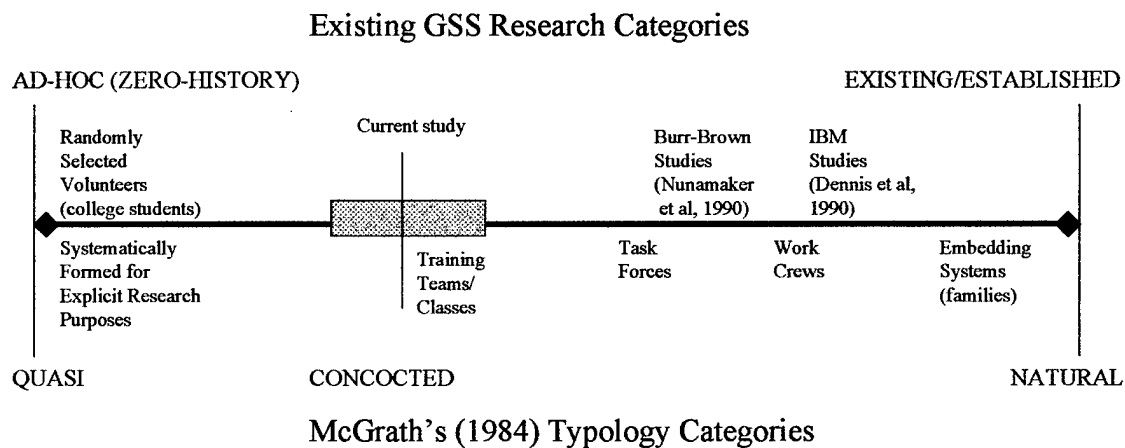 Existing GSS Research Categories
AD-HOC (ZERO-HISTORY)
EXISTING/ESTABLISHED
Randomly
Selected
Volunteers
(college students)
Current study
Burr-Brown
Studies
(Nunamaker
et al, 1990)
IBM
Studies
(Dennis et al,
1990)
Systematically
Formed for
Explicit Research
Purposes
Training
Teams/
Classes
Task
Forces
Work
Crews
Embedding
Systems
(families)
QUASI
CONCOCTED
NATURAL
McGrath's (1984) Typology Categories